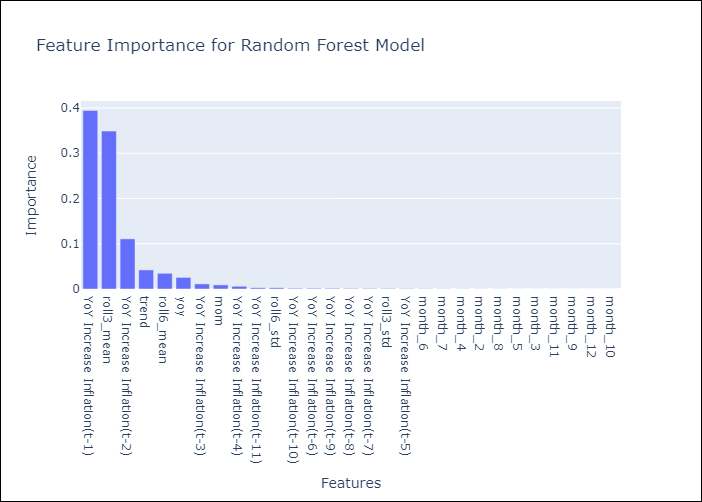 Feature Importance for Random Forest Model
Importance
0.4
0.3
0.2
0.1
0
YoY Increase Inflation(t-1)
roll3_mean
YoY Increase Inflation(t-2)
trend
roll6_mean
yoy
YoY Increase Inflation(t-3)
mom
YoY Increase Inflation(t-4)
YoY Increase Inflation(t-11)
roll6_std
YoY Increase Inflation(t-10)
YoY Increase Inflation(t-6)
YoY Increase Inflation(t-9)
YoY Increase Inflation(t-8)
YoY Increase Inflation(t-7)
roll3_std
YoY Increase Inflation(t-5)
month_6
month_7
month_4
month_2
month_8
month_5
month_3
month_11
month_9
month_12
month_10
Features